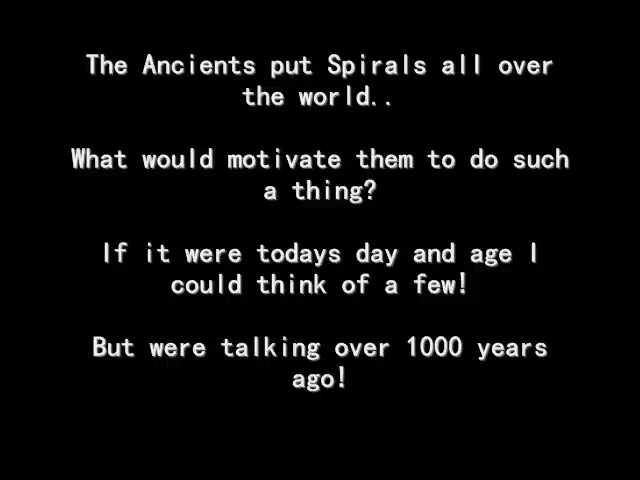 The Ancients put Spirals all over
the world..
What would motivate them to do such
a thing?
If it were todays day and age I
could think of a few!
But were talking over 1000 years
ago!